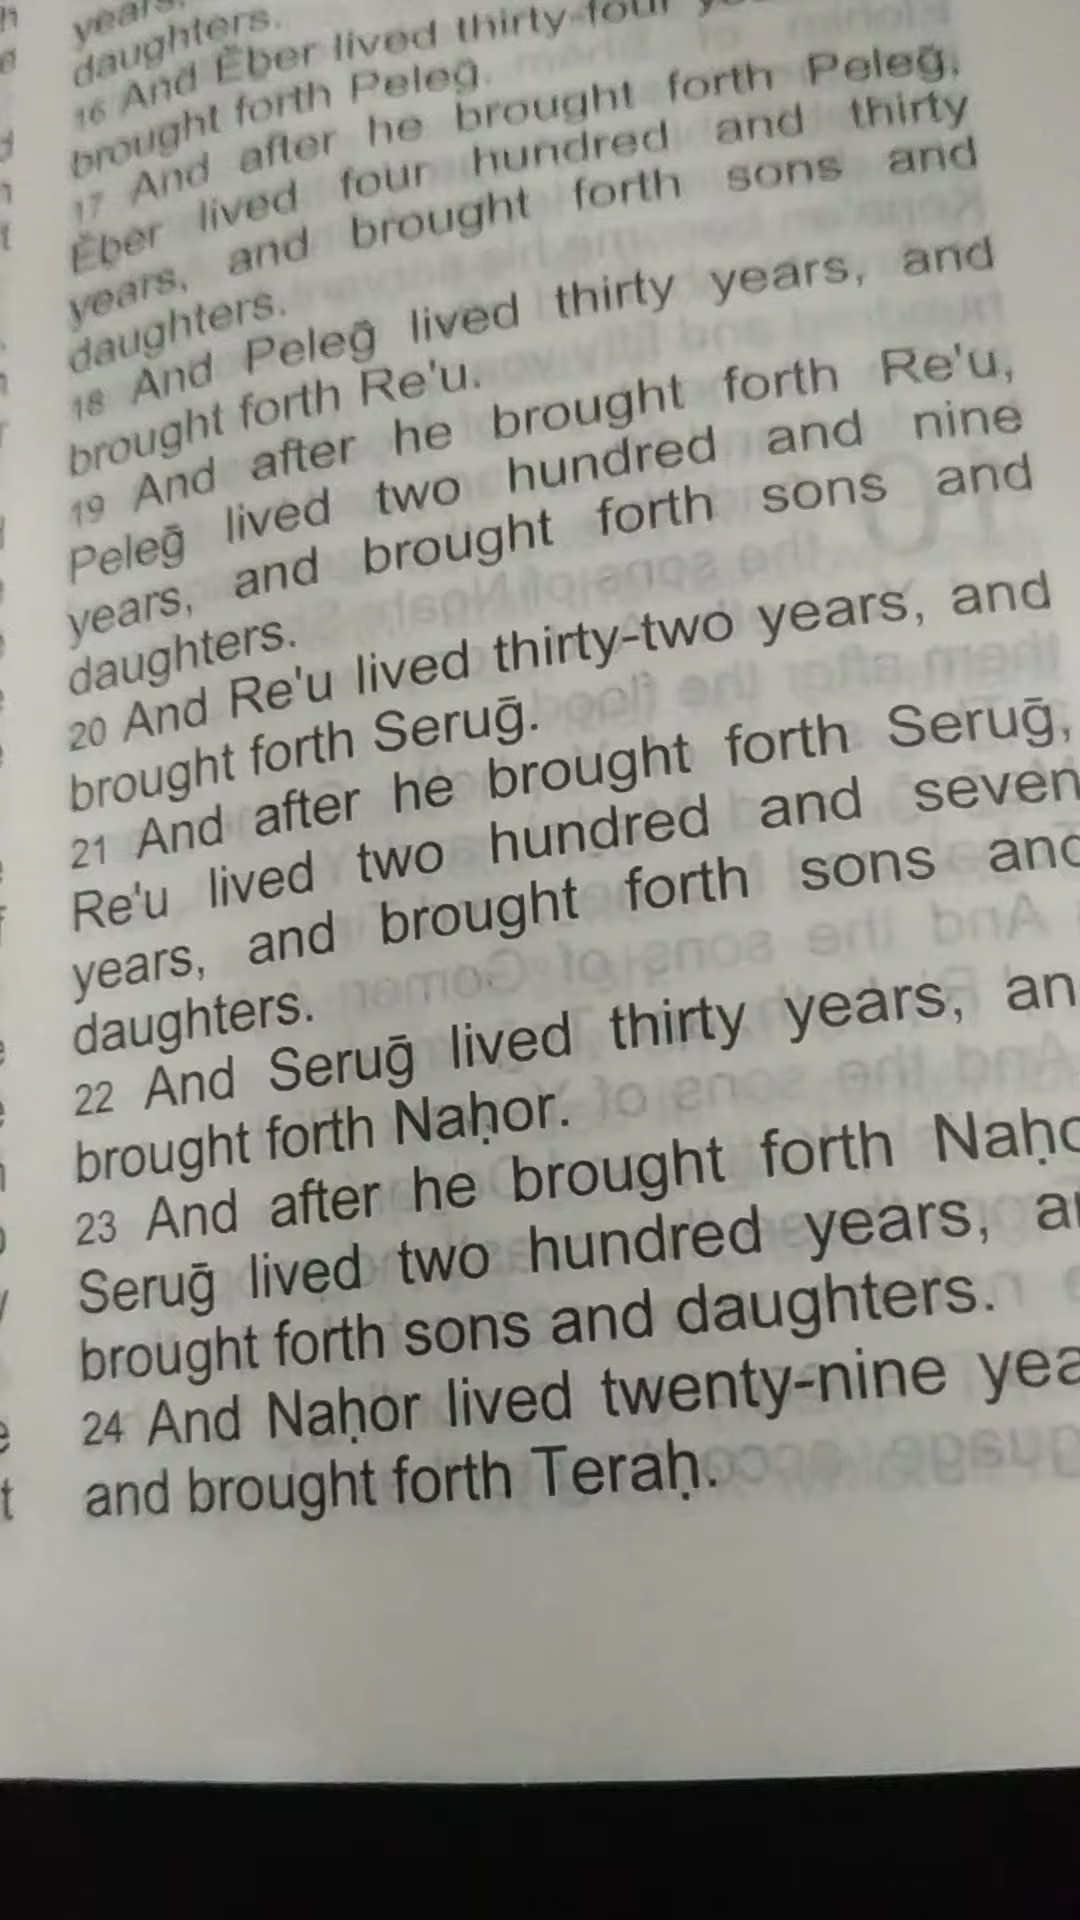 years,
daughters.
16 And Ěber lived thirty-four
brought forth Peleḡ.
17 And after he brought forth Peleḡ,
Ěber lived four hundred and thirty
years, and brought forth sons and
daughters.
18 And Peleḡ lived thirty years, and
brought forth Re'u.
19 And after he brought forth Re'u,
Peleḡ lived two hundred and nine
years, and brought forth sons and
daughters.
20 And Re'u lived thirty-two years, and
brought forth Seruḡ.
21 And after he brought forth Seruḡ,
Re'u lived two hundred and seven
years, and brought forth sons and
daughters.
22 And Seruḡ lived thirty years, an
brought forth Naḥor.
23 And after he brought forth Naḥo
Seruḡ lived two hundred years, a
brought forth sons and daughters.
24 And Naḥor lived twenty-nine yea
and brought forth Teraḥ.